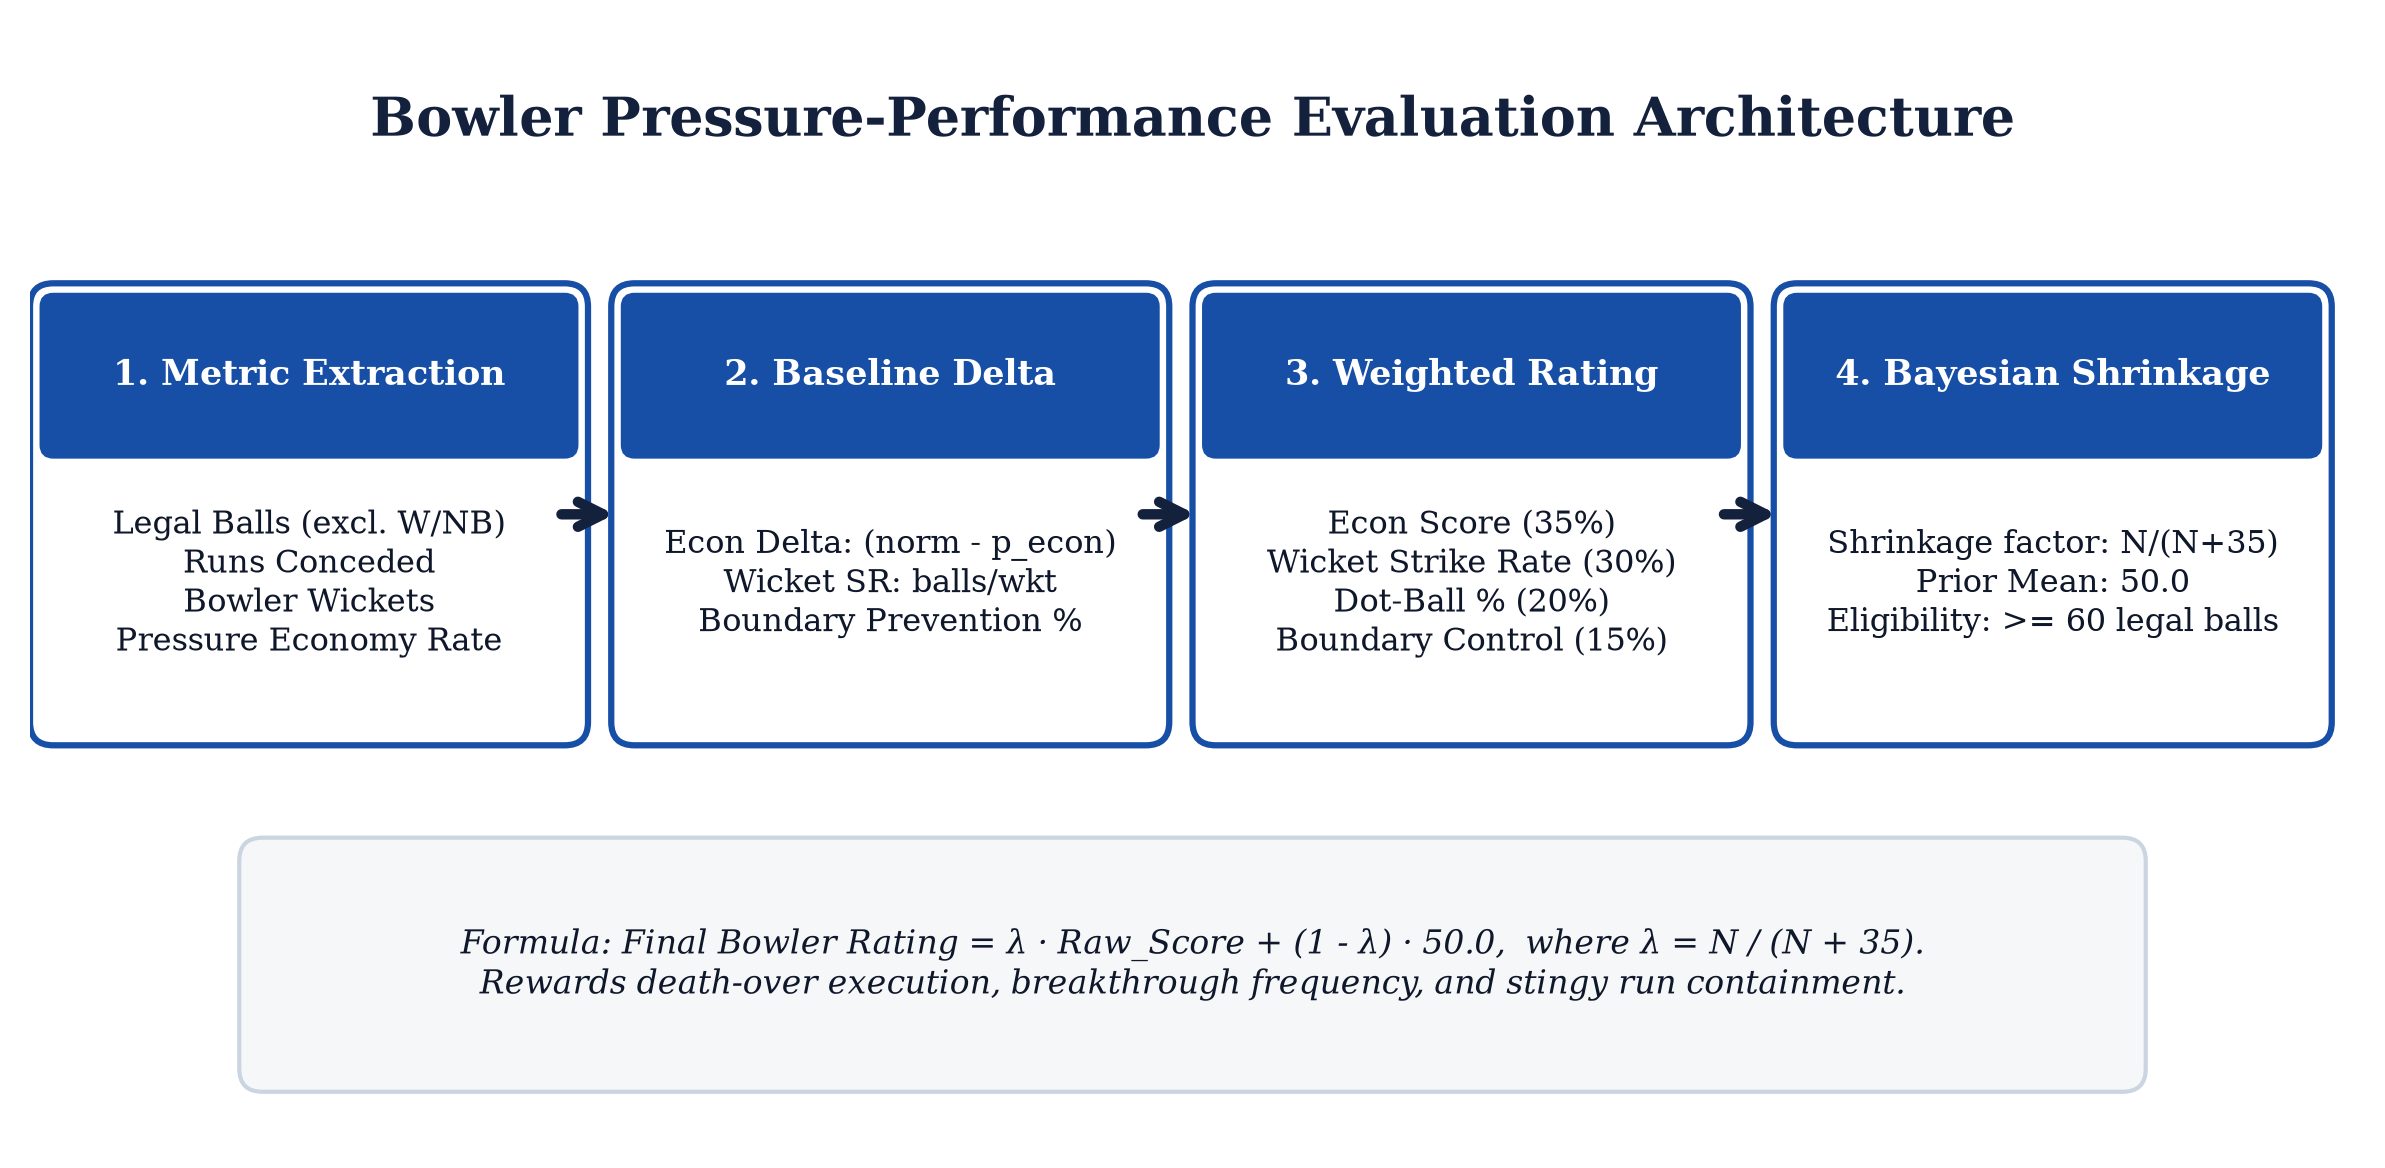 Bowler Pressure-Performance Evaluation Architecture
1. Metric Extraction
Legal Balls (excl. W/NB)
Runs Conceded
Bowler Wickets
Pressure Economy Rate
2. Baseline Delta
Econ Delta: (norm - p_econ)
Wicket SR: balls/wkt
Boundary Prevention %
3. Weighted Rating
Econ Score (35%)
Wicket Strike Rate (30%)
Dot-Ball % (20%)
Boundary Control (15%)
4. Bayesian Shrinkage
Shrinkage factor: N/(N+35)
Prior Mean: 50.0
Eligibility: >= 60 legal balls
Formula: Final Bowler Rating = λ · Raw_Score + (1 - λ) · 50.0,  where λ = N / (N + 35).
Rewards death-over execution, breakthrough frequency, and stingy run containment.